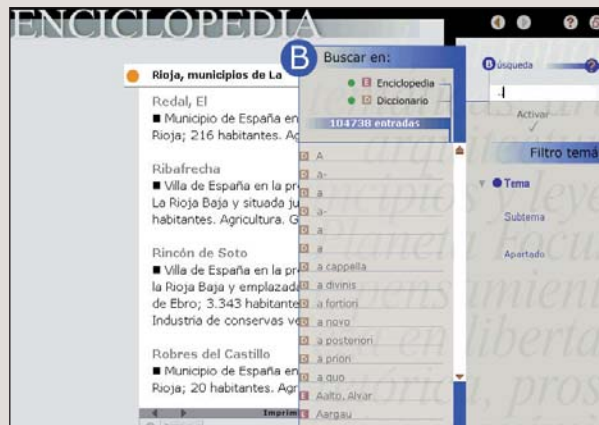 ENCICLOPEDIA
Rioja, municipios de La
Redal, El
■ Municipio de España en
Rioja; 216 habitantes. Ag
Ribafrecha
■ Villa de España en la pr
La Rioja Baja y situada ju
habitantes. Agricultura. G
Rincón de Soto
■ Villa de España en la pr
la Rioja Baja y emplazad
de Ebro; 3.343 habitante
Industria de conservas ve
Robres del Castillo
■ Municipio de España en
Rioja; 20 habitantes. Agr
Imprim
B
Buscar en:
E Enciclopedia
D Diccionario
104738 entradas
D A
D a-
D a
D a-
D a
D a
D a cappella
D a divinis
D a fortiori
D a novo
D a posteriori
D a priori
D a quo
E Aalto, Alvar
E Aargau
?
Búsqueda
?
..
Activar
Filtro temá
Tema
Subtema
Apartado